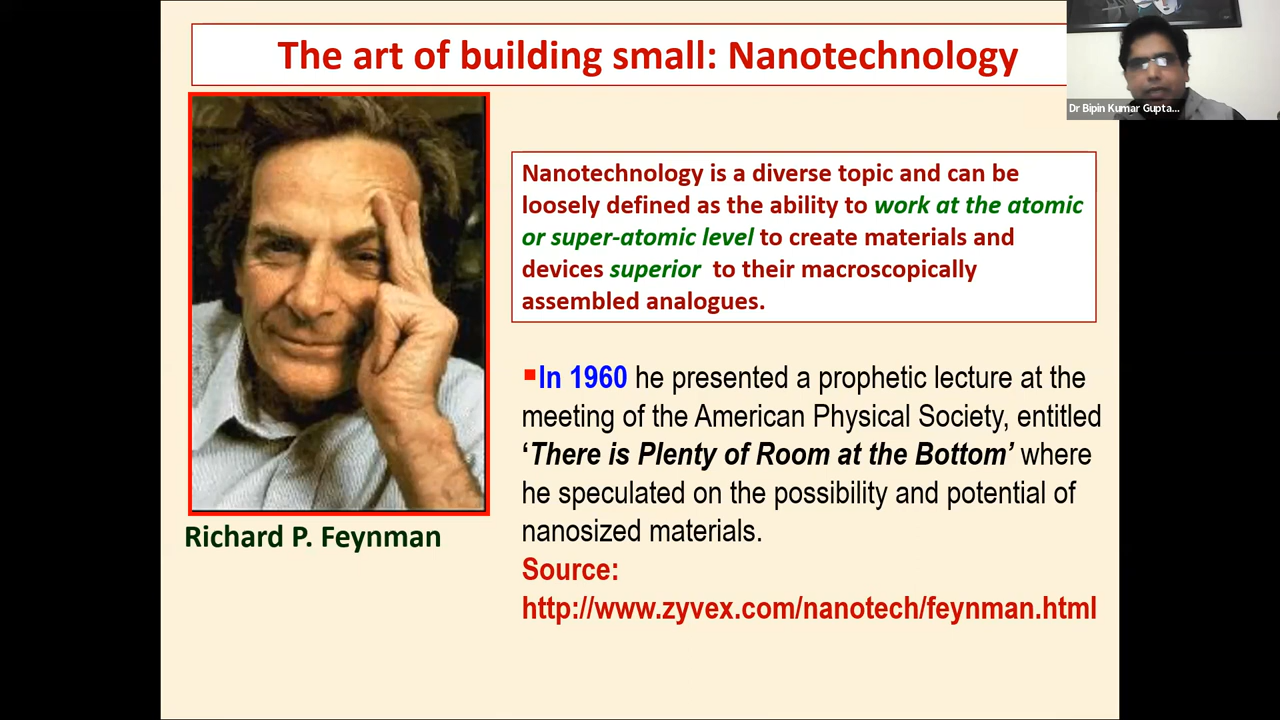 The art of building small: Nanotechnology
Dr Bipin Kumar Gupta...
Nanotechnology is a diverse topic and can be
loosely defined as the ability to work at the atomic
or super-atomic level to create materials and
devices superior to their macroscopically
assembled analogues.
▪In 1960 he presented a prophetic lecture at the
meeting of the American Physical Society, entitled
‘There is Plenty of Room at the Bottom’ where
he speculated on the possibility and potential of
nanosized materials.
Source:
http://www.zyvex.com/nanotech/feynman.html
Richard P. Feynman